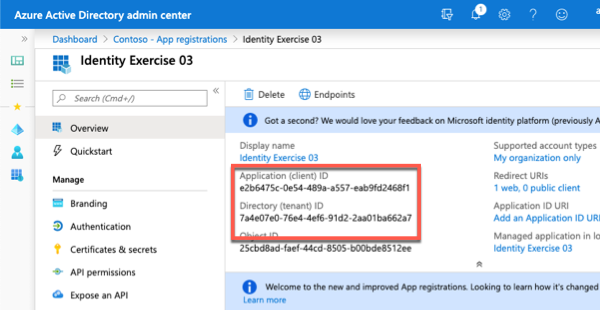 Azure Active Directory admin center
1
Dashboard > Contoso - App registrations > Identity Exercise 03
Identity Exercise 03
Search (Cmd+/)
Overview
Quickstart
Manage
Branding
Authentication
Certificates & secrets
API permissions
Expose an API
Delete
Endpoints
Got a second? We would love your feedback on Microsoft identity platform (previously A
Display name
Identity Exercise 03
Application (client) ID
e2b6475c-0e54-489a-a557-eab9fd2468f1
Directory (tenant) ID
7a4e07e0-76e4-4ef6-91d2-2aa01ba662a7
Object ID
25cbd8ad-faef-44cd-8505-b00bde8512ee
Supported account types
My organization only
Redirect URIs
1 web, 0 public client
Application ID URI
Add an Application ID URI
Managed application in lo
Identity Exercise 03
Welcome to the new and improved App registrations. Looking to learn how it's changed
Learn more